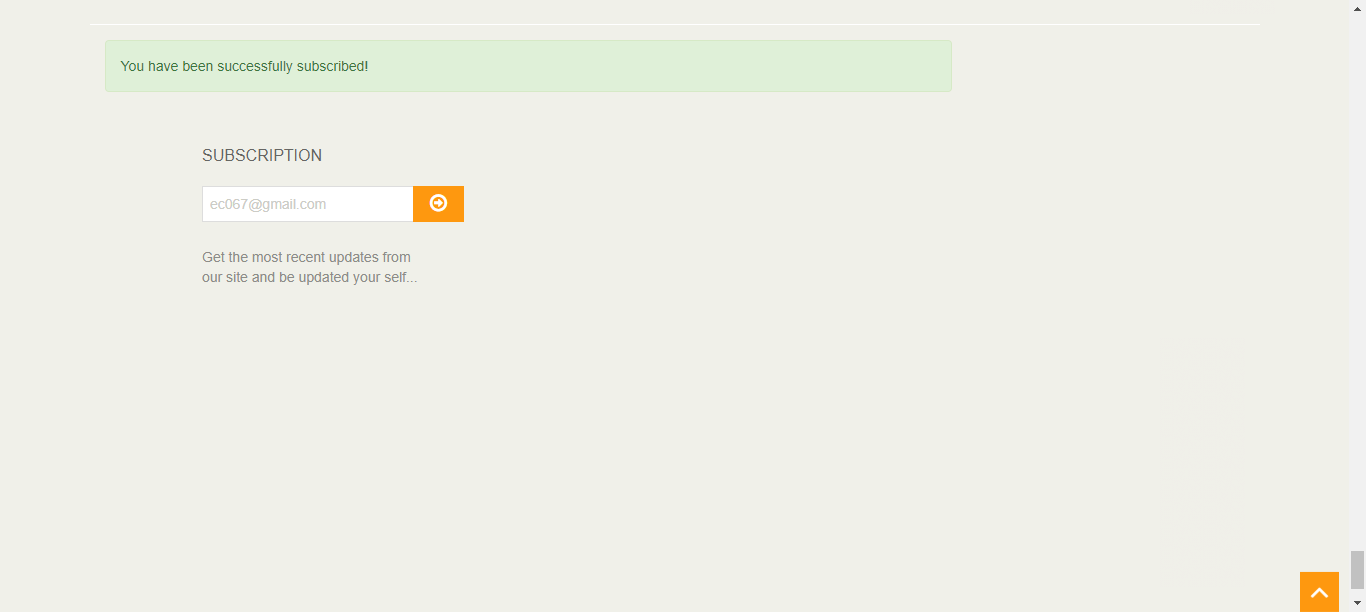 You have been successfully subscribed!
SUBSCRIPTION
ec067@gmail.com
Get the most recent updates from
our site and be updated your self...